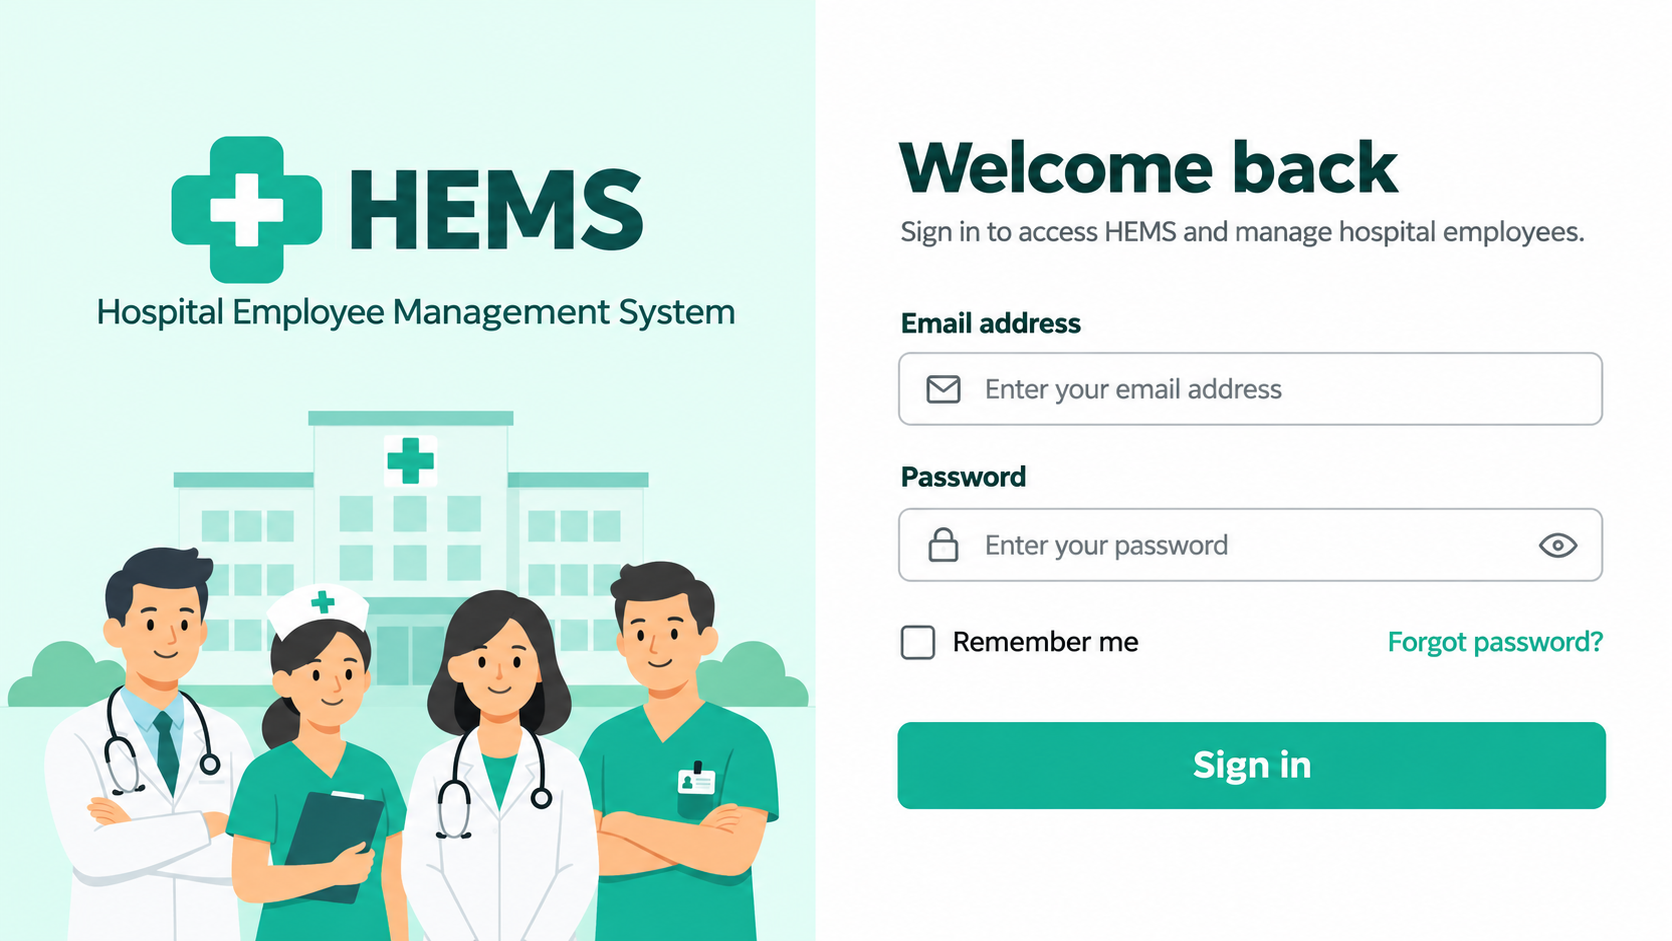 HEMS
Hospital Employee Management System
Welcome back
Sign in to access HEMS and manage hospital employees.
Email address
Enter your email address
Password
Enter your password
Remember me
Forgot password?
Sign in